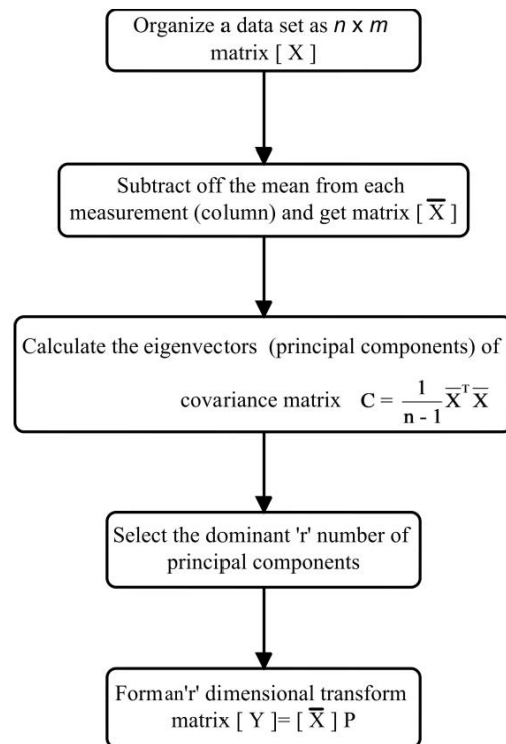 Organize a data set as n x m
matrix [ X ]
Subtract off the mean from each
measurement (column) and get matrix [ X̅ ]
Calculate the eigenvectors (principal components) of
covariance matrix C = 1/(n - 1) X̅ᵀ X̅
Select the dominant 'r' number of
principal components
Forman'r' dimensional transform
matrix [ Y ]= [ X̅ ] P